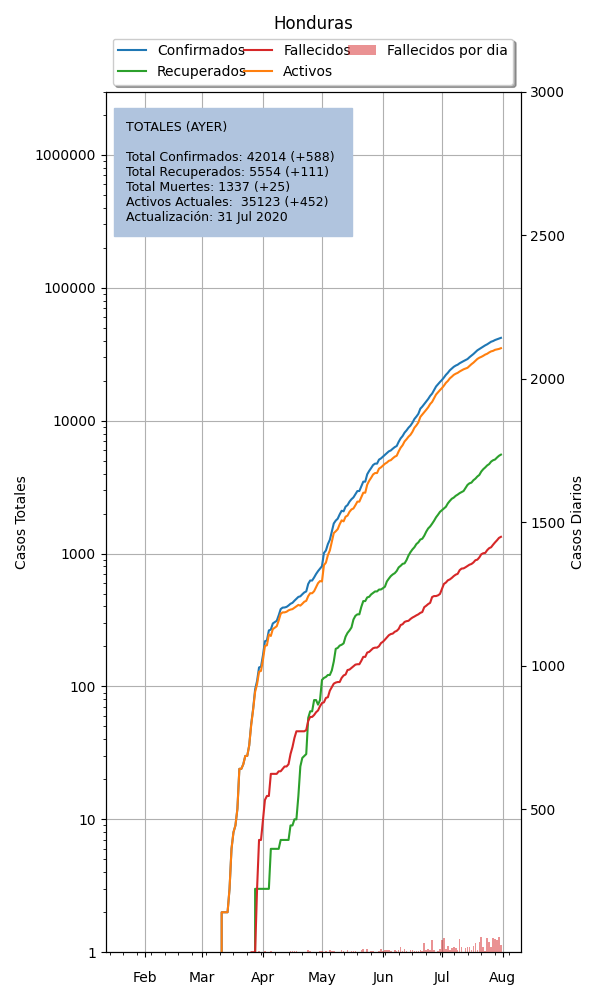 Honduras
Confirmados
Recuperados
Fallecidos
Activos
Fallecidos por dia
TOTALES (AYER)
Total Confirmados: 42014 (+588)
Total Recuperados: 5554 (+111)
Total Muertes: 1337 (+25)
Activos Actuales:  35123 (+452)
Actualización: 31 Jul 2020
Casos Totales
1000000
100000
10000
1000
100
10
1
3000
2500
2000
1500
1000
500
Casos Diarios
Feb Mar Apr May Jun Jul Aug